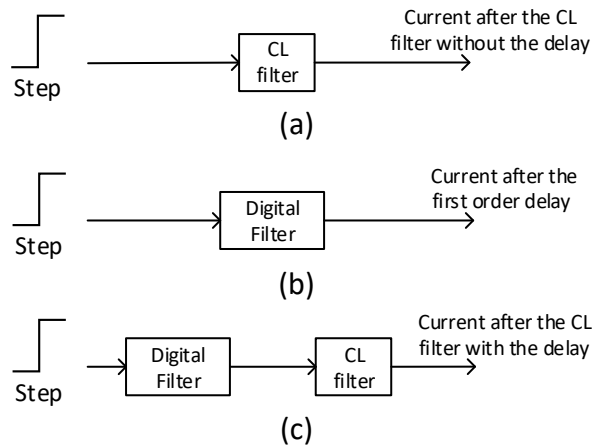 Current after the CL
filter without the delay
CL
filter
Step
(a)
Current after the
first order delay
Digital
Filter
Step
(b)
Current after the CL
filter with the delay
Digital
Filter
CL
filter
Step
(c)